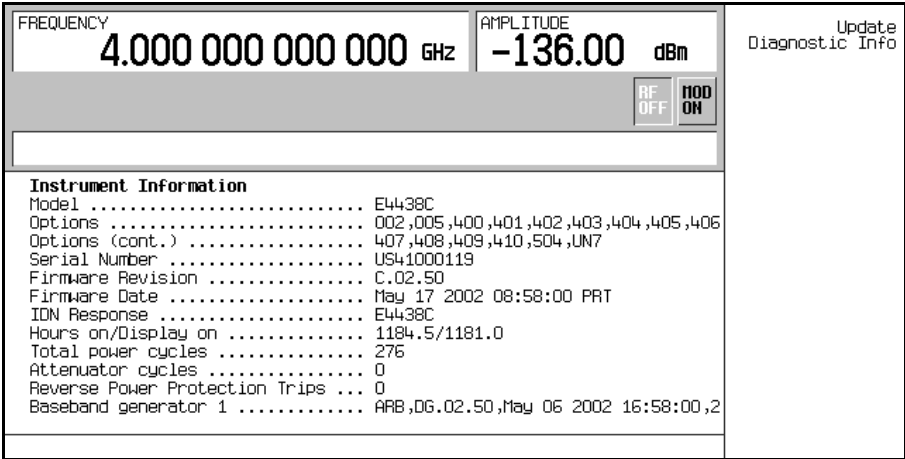 FREQUENCY
4.000 000 000 000 GHz
AMPLITUDE
-136.00 dBm
Update
Diagnostic Info
RF
OFF
MOD
ON
Instrument Information
Model ............................ E4438C
Options .......................... 002,005,400,401,402,403,404,405,406
Options (cont.) .................. 407,408,409,410,504,UN7
Serial Number .................... US41000119
Firmware Revision ................ C.02.50
Firmware Date .................... May 17 2002 08:58:00 PRT
IDN Response ..................... E4438C
Hours on/Display on .............. 1184.5/1181.0
Total power cycles ............... 276
Attenuator cycles ................ 0
Reverse Power Protection Trips ... 0
Baseband generator 1 ............. ARB,DG.02.50,May 06 2002 16:58:00,2